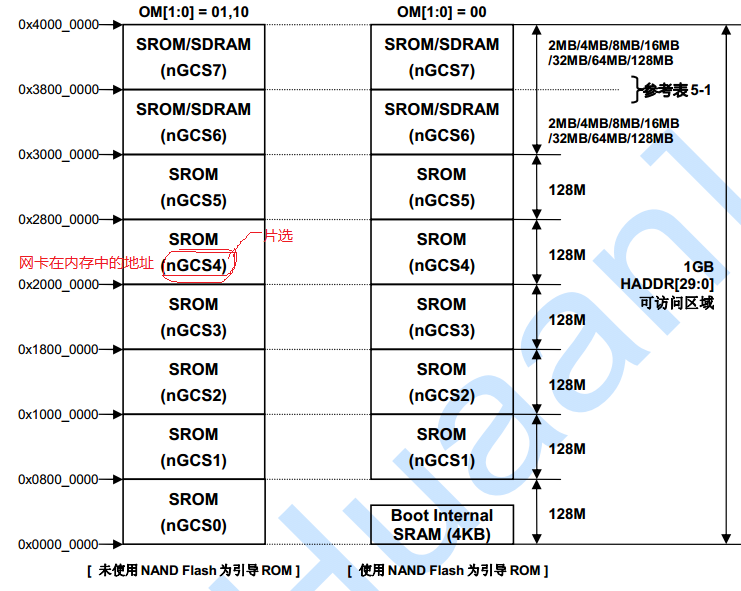 OM[1:0] = 01,10
OM[1:0] = 00
0x4000_0000
SROM/SDRAM
(nGCS7)
SROM/SDRAM
(nGCS7)
2MB/4MB/8MB/16MB
/32MB/64MB/128MB
0x3800_0000
参考表 5-1
SROM/SDRAM
(nGCS6)
SROM/SDRAM
(nGCS6)
2MB/4MB/8MB/16MB
/32MB/64MB/128MB
0x3000_0000
SROM
(nGCS5)
SROM
(nGCS5)
128M
0x2800_0000
片选
网卡在内存中的地址
SROM
(nGCS4)
SROM
(nGCS4)
128M
1GB
HADDR[29:0]
可访问区域
0x2000_0000
SROM
(nGCS3)
SROM
(nGCS3)
128M
0x1800_0000
SROM
(nGCS2)
SROM
(nGCS2)
128M
0x1000_0000
SROM
(nGCS1)
SROM
(nGCS1)
128M
0x0800_0000
SROM
(nGCS0)
Boot Internal
SRAM (4KB)
128M
0x0000_0000
[ 未使用 NAND Flash 为引导 ROM ]
[ 使用 NAND Flash 为引导 ROM ]
Huaanl